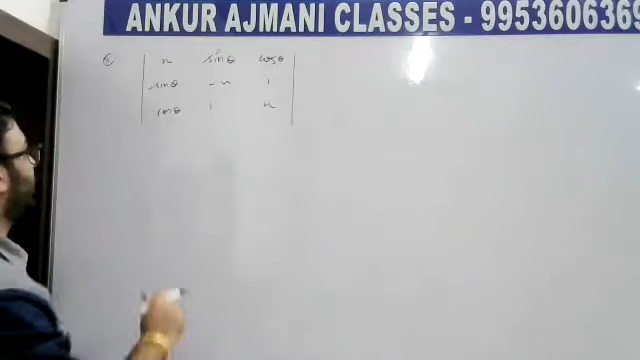 ANKUR AJMANI CLASSES - 9953606369
x sinθ cosθ
sinθ -x 1
cosθ 1 x